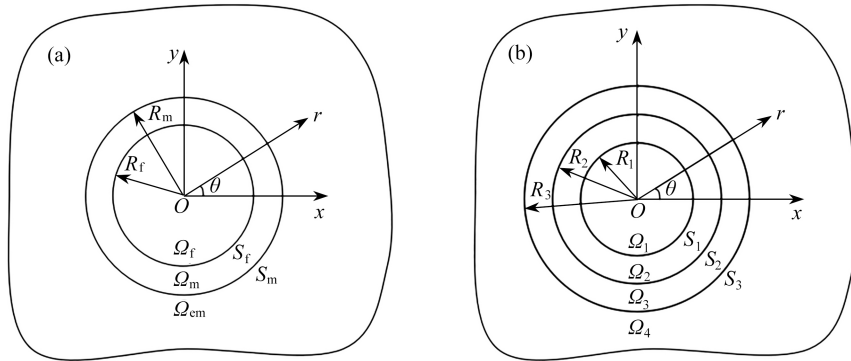 (a)
y
R_m
r
R_f
θ
O
x
Ω_f
S_f
Ω_m
S_m
Ω_em
(b)
y
r
R_2
R_1
R_3
θ
O
x
Ω_1
S_1
Ω_2
S_2
Ω_3
S_3
Ω_4